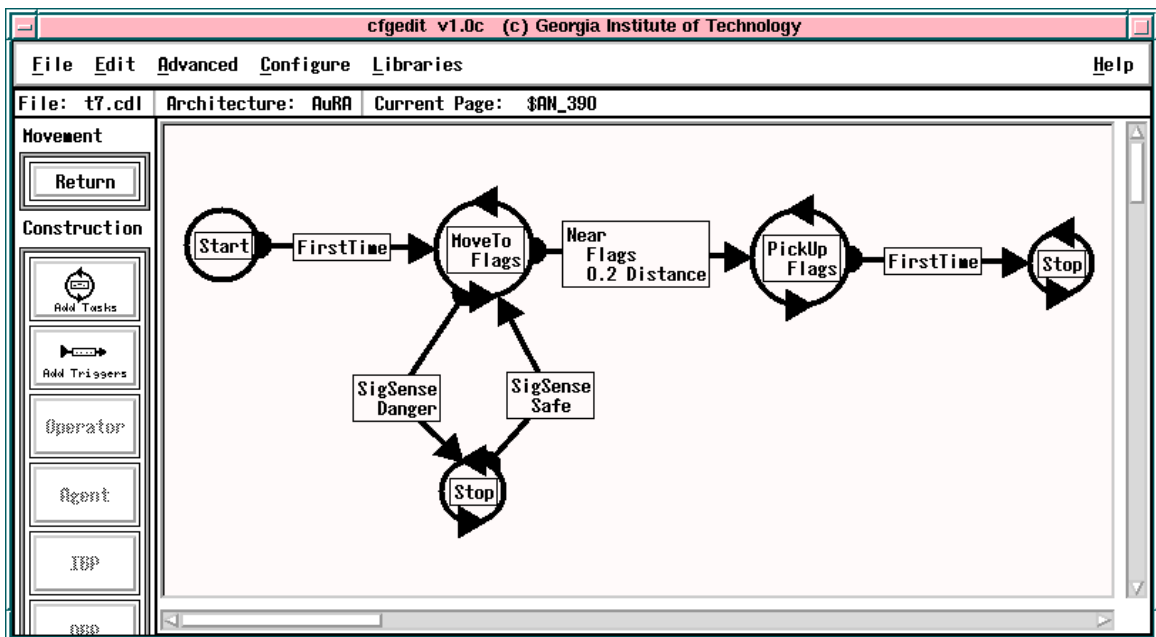 cfgedit v1.0c (c) Georgia Institute of Technology
File Edit Advanced Configure Libraries Help
File: t7.cdl Architecture: AuRA Current Page: $AN_390
Movement
Return
Construction
Add Tasks
Add Triggers
Operator
Agent
IBP
OBP
Start
FirstTime
MoveTo
Flags
Near
Flags
0.2 Distance
PickUp
Flags
FirstTime
Stop
SigSense
Danger
SigSense
Safe
Stop